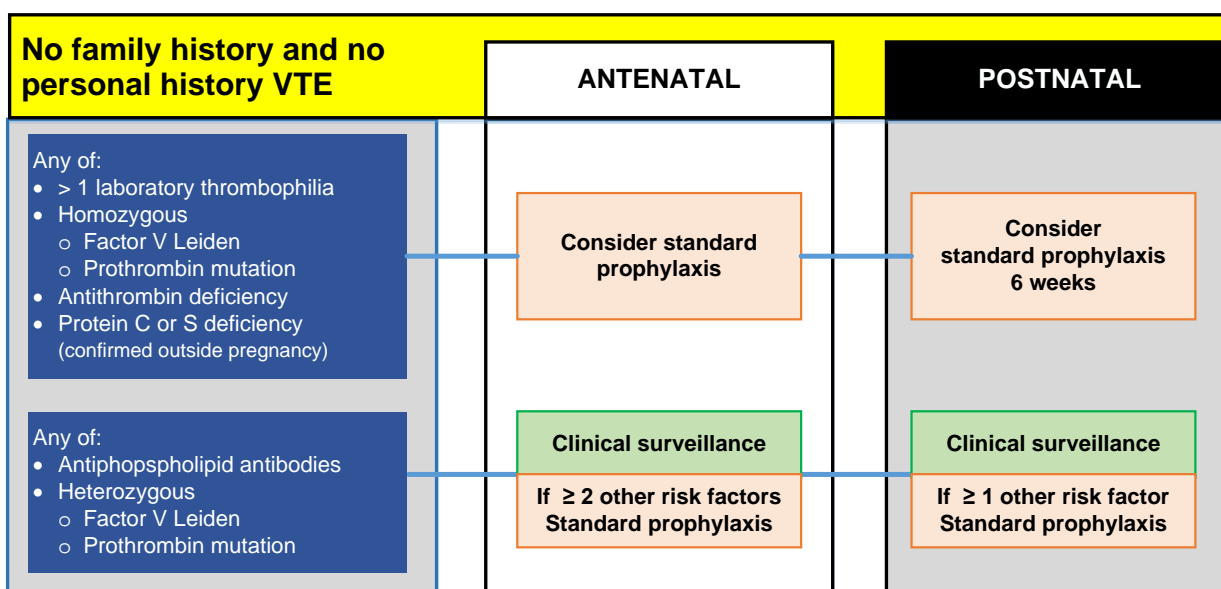 No family history and no
personal history VTE
ANTENATAL
POSTNATAL
Any of:
• > 1 laboratory thrombophilia
• Homozygous
o Factor V Leiden
o Prothrombin mutation
• Antithrombin deficiency
• Protein C or S deficiency
(confirmed outside pregnancy)
Consider standard
prophylaxis
Consider
standard prophylaxis
6 weeks
Any of:
• Antiphopspholipid antibodies
• Heterozygous
o Factor V Leiden
o Prothrombin mutation
Clinical surveillance
If ≥ 2 other risk factors
Standard prophylaxis
Clinical surveillance
If ≥ 1 other risk factor
Standard prophylaxis